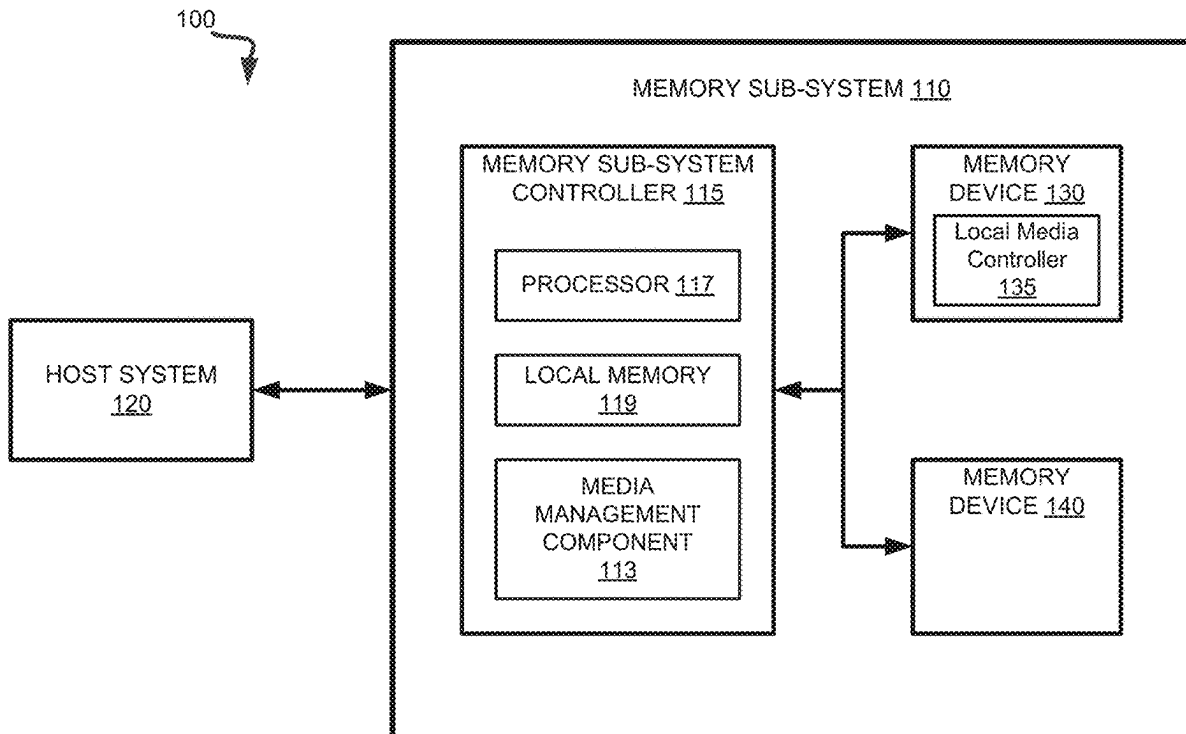 100
MEMORY SUB-SYSTEM 110
MEMORY SUB-SYSTEM
CONTROLLER 115
PROCESSOR 117
LOCAL MEMORY
119
MEDIA
MANAGEMENT
COMPONENT
113
MEMORY
DEVICE 130
Local Media
Controller
135
HOST SYSTEM
120
MEMORY
DEVICE 140